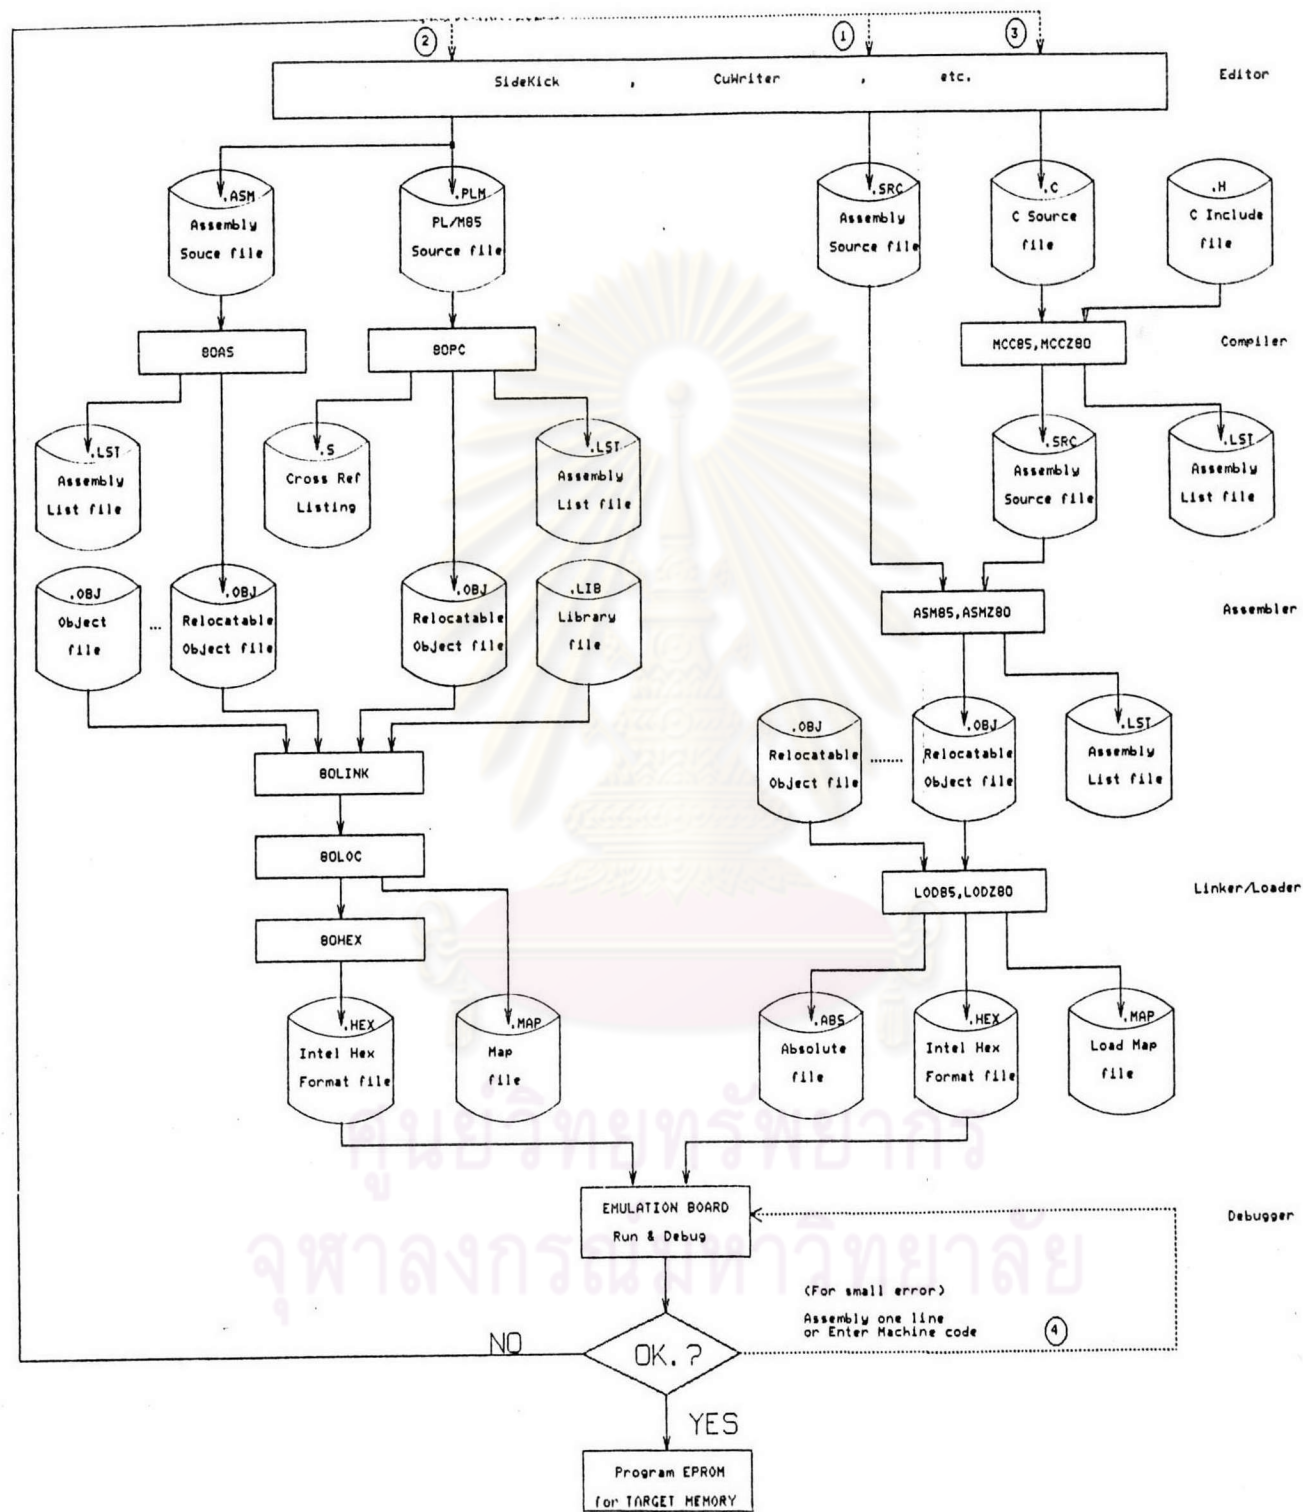 2
1
3
SideKick , CuWriter , etc.
Editor
.ASM
Assembly
Souce file
.PLM
PL/M85
Source file
.SRC
Assembly
Source file
.C
C Source
file
.H
C Include
file
80AS
80PC
MCC85,MCCZ80
Compiler
.LST
Assembly
List file
.S
Cross Ref
Listing
.LST
Assembly
List file
.SRC
Assembly
Source file
.LST
Assembly
List file
.OBJ
Object
file
...
.OBJ
Relocatable
Object file
.OBJ
Relocatable
Object file
.LIB
Library
file
ASM85,ASMZ80
Assembler
.OBJ
Relocatable
Object file
........
.OBJ
Relocatable
Object file
.LST
Assembly
List file
80LINK
80LOC
80HEX
LOD85,LODZ80
Linker/Loader
.HEX
Intel Hex
Format file
.MAP
Map
file
.ABS
Absolute
file
.HEX
Intel Hex
Format file
.MAP
Load Map
file
ศูนย์วิทยทรัพยากร
จุฬาลงกรณ์มหาวิทยาลัย
EMULATION BOARD
Run & Debug
Debugger
(For small error)
Assembly one line
or Enter Machine code
4
NO
OK.?
YES
Program EPROM
for TARGET MEMORY